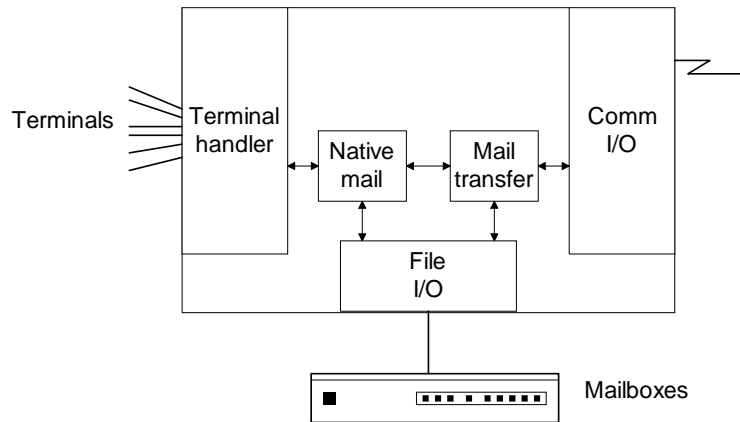 Terminals
Terminal
handler
Native
mail
Mail
transfer
Comm
I/O
File
I/O
Mailboxes